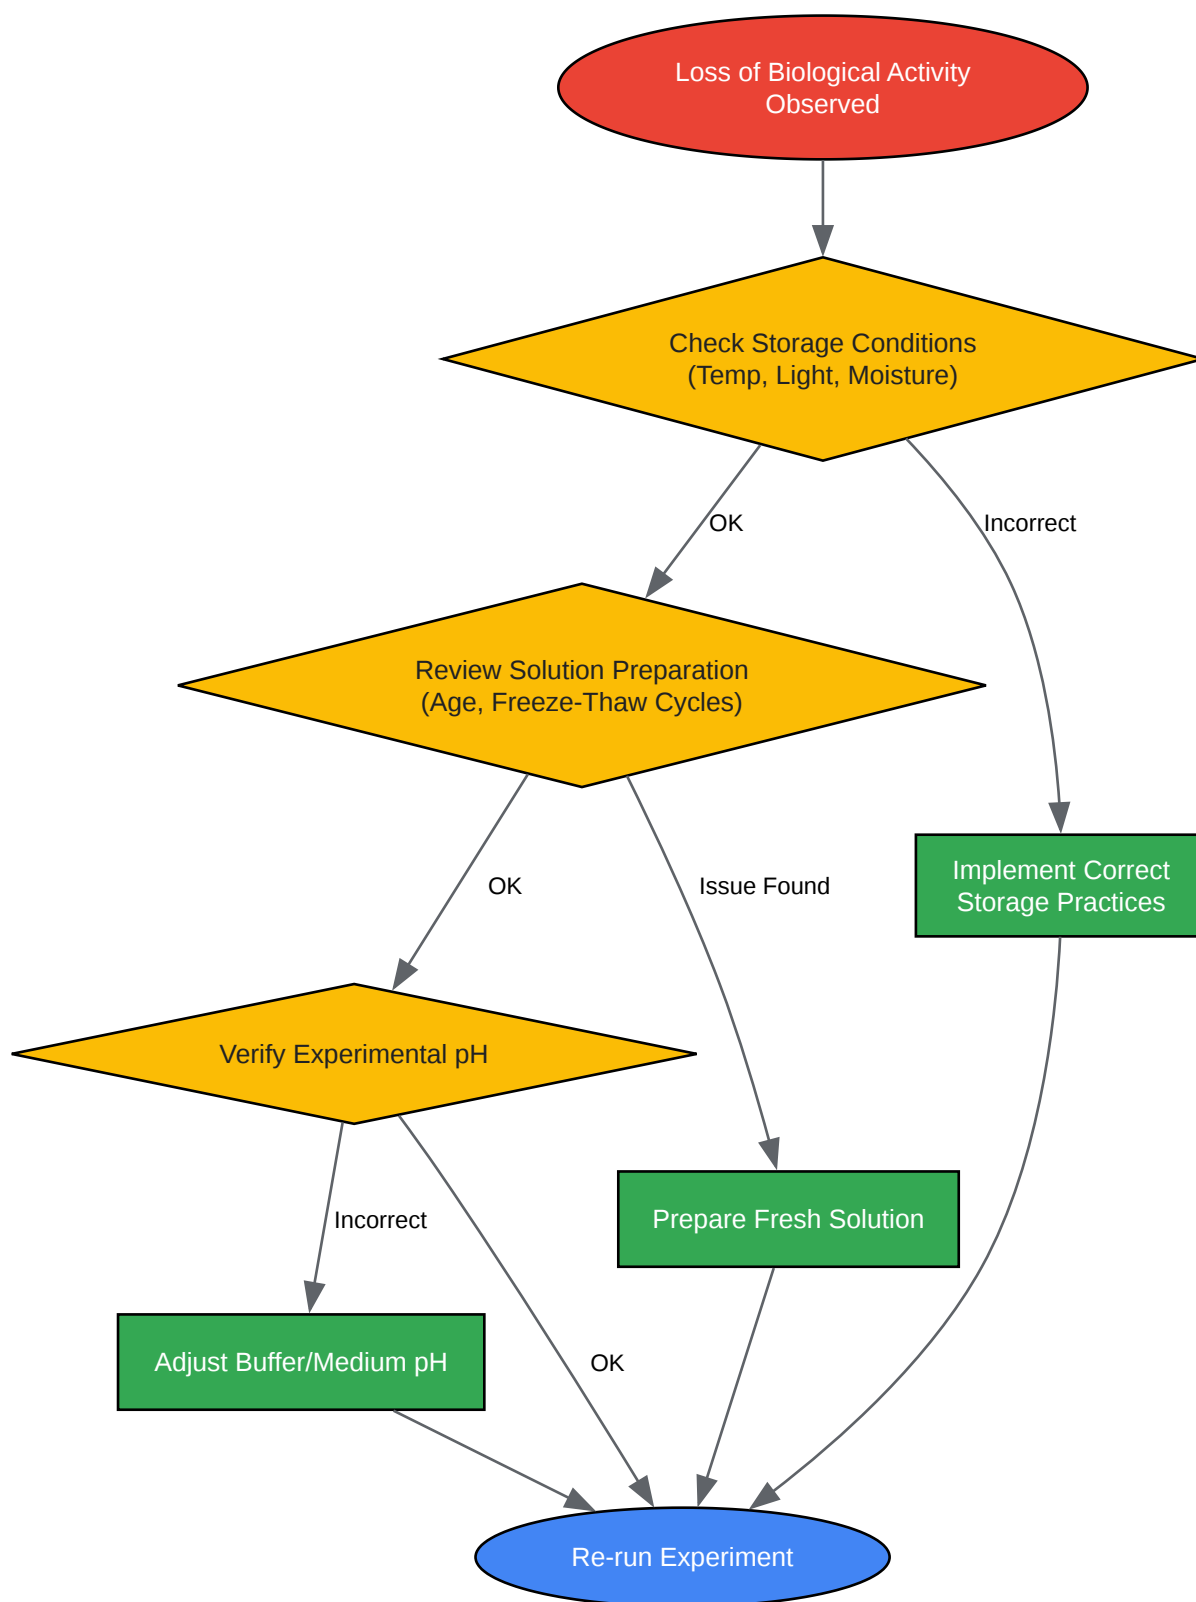 Loss of Biological Activity
Observed
Check Storage Conditions
(Temp, Light, Moisture)
OK
Incorrect
Review Solution Preparation
(Age, Freeze-Thaw Cycles)
OK
Issue Found
Implement Correct
Storage Practices
Verify Experimental pH
Incorrect
Prepare Fresh Solution
Adjust Buffer/Medium pH
OK
Re-run Experiment